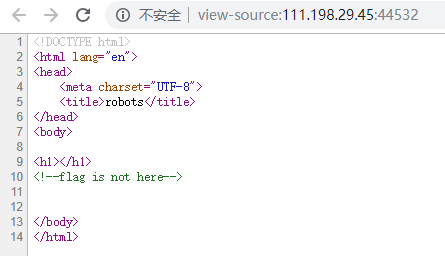 不安全 | view-source:111.198.29.45:44532
1 <!DOCTYPE html>
2 <html lang="en">
3 <head>
4     <meta charset="UTF-8">
5     <title>robots</title>
6 </head>
7 <body>
8
9 <h1></h1>
10 <!--flag is not here-->
11
12
13 </body>
14 </html>